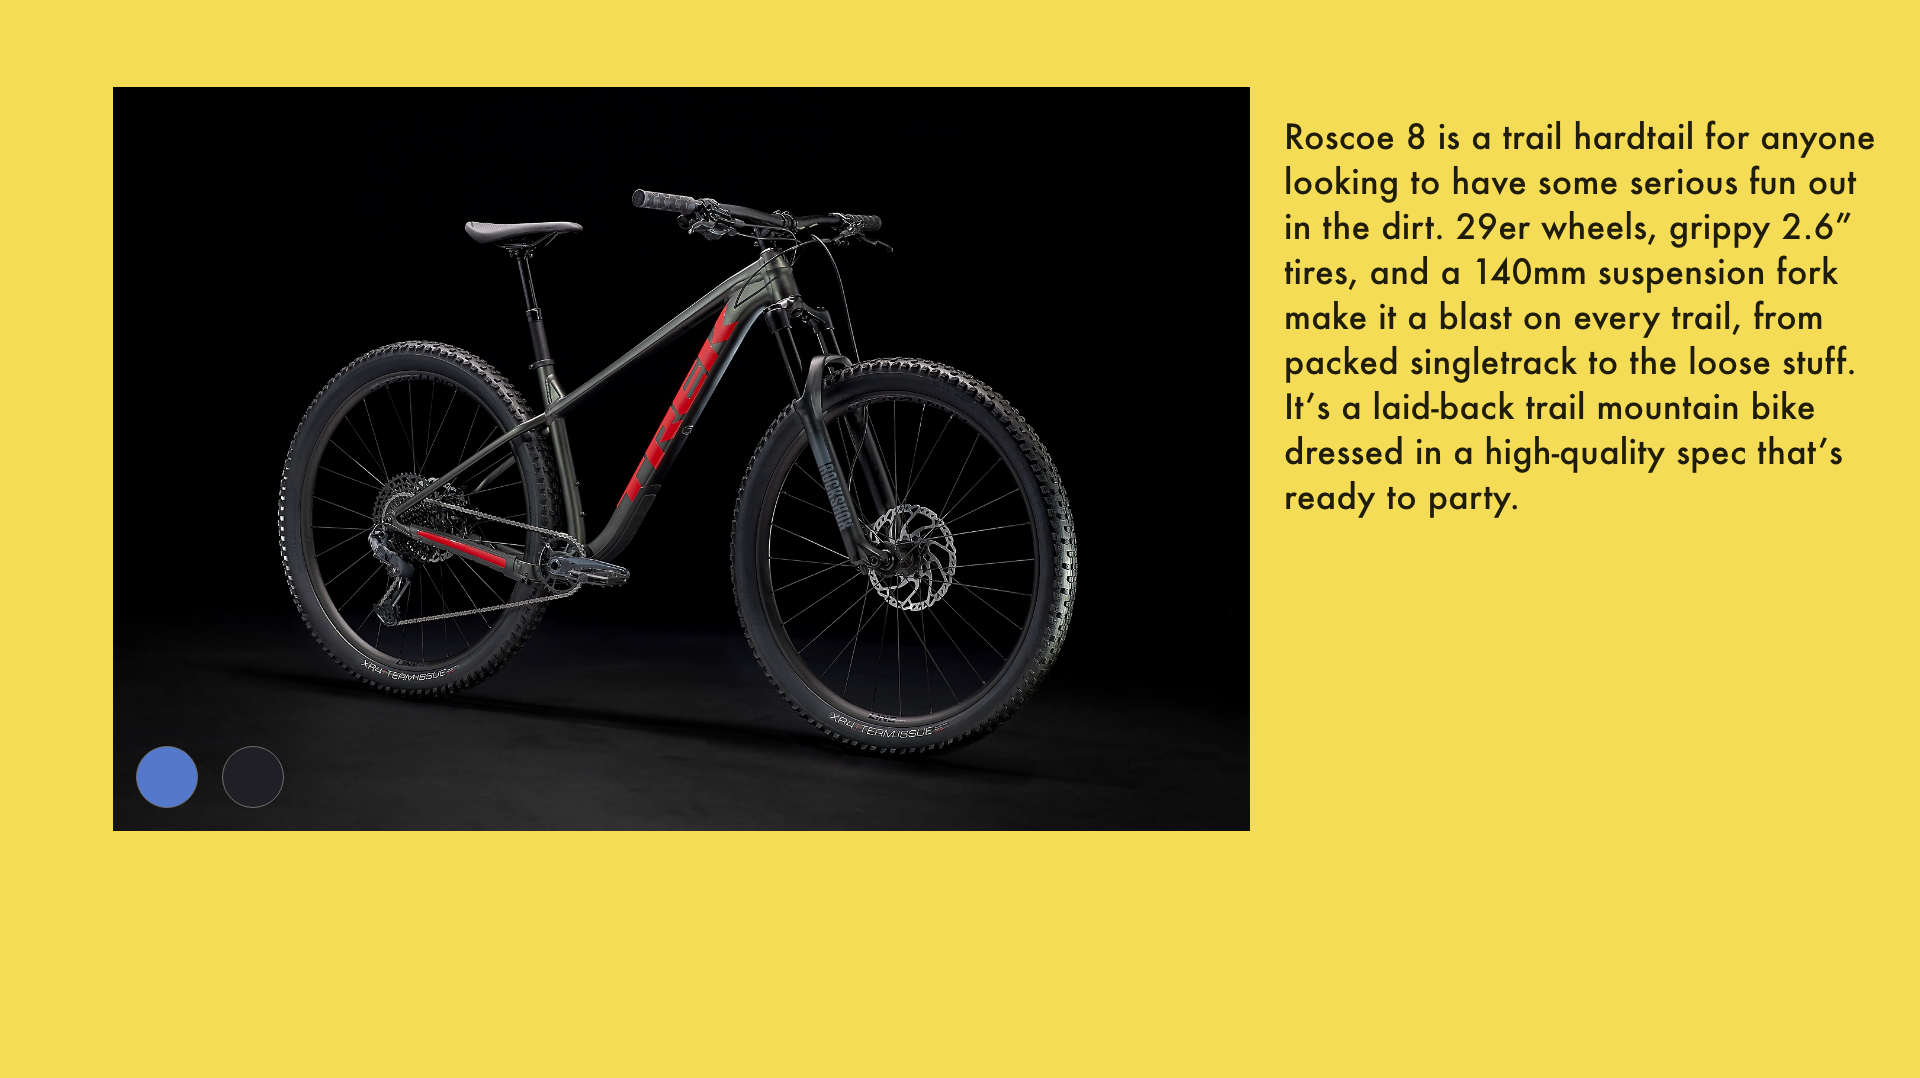 Roscoe 8 is a trail hardtail for anyone
looking to have some serious fun out
in the dirt. 29er wheels, grippy 2.6”
tires, and a 140mm suspension fork
make it a blast on every trail, from
packed singletrack to the loose stuff.
It’s a laid-back trail mountain bike
dressed in a high-quality spec that’s
ready to party.
TREK
ROCKSHOX
XR4 TEAM ISSUE
XR4 TEAM ISSUE